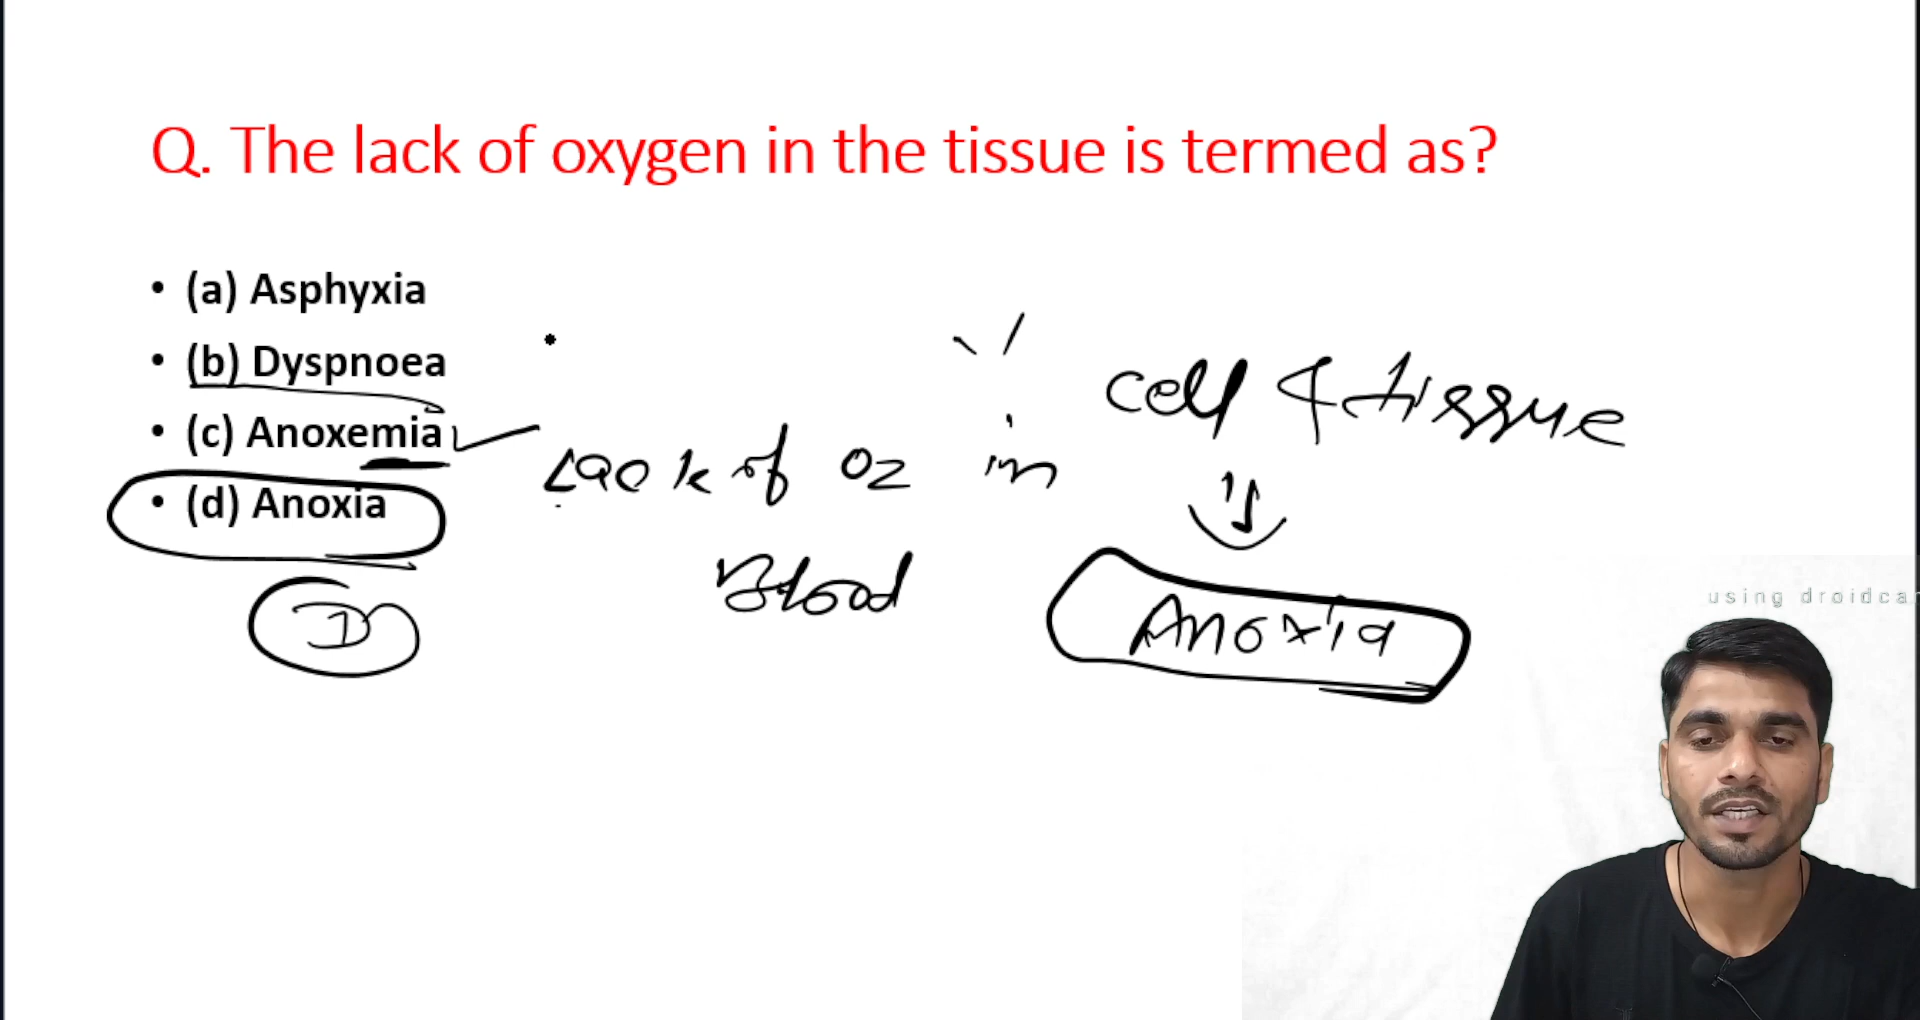 Q. The lack of oxygen in the tissue is termed as?
• (a) Asphyxia
• (b) Dyspnoea
• (c) Anoxemia
• (d) Anoxia
D
Lack of O2 in
Blood
cell & tissue
Anoxia
using droidca